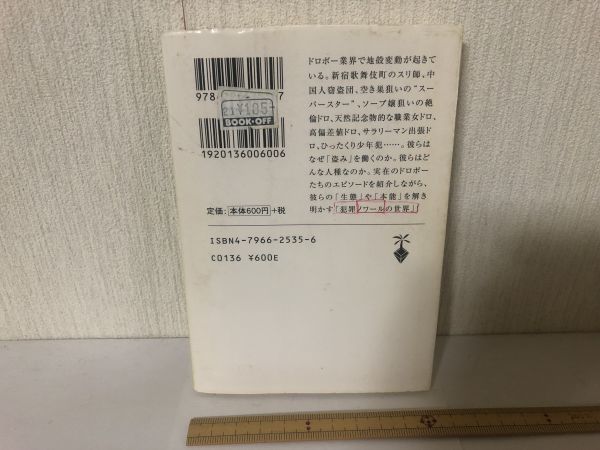 ドロボー業界で地殻変動が起きて
いる。新宿歌舞伎町のスリ師、中
国人窃盗団、空き巣狙いの“スー
パースター”、ソープ嬢狙いの絶
倫ドロ、天然記念物的な職業女ドロ、
高偏差値ドロ、サラリーマン出張ド
ロ、ひったくり少年犯……。彼らは
なぜ「盗み」を働くのか。彼らはど
んな人種なのか。実在のドロボー
たちのエピソードを紹介しながら、
彼らの「生態」や「本能」を解き
明かす「犯罪ノワールの世界」!
978
7
¥105
BOOK-OFF
1920136006006
定価:本体600円+税
ISBN4-7966-2535-6
C0136 ¥600E